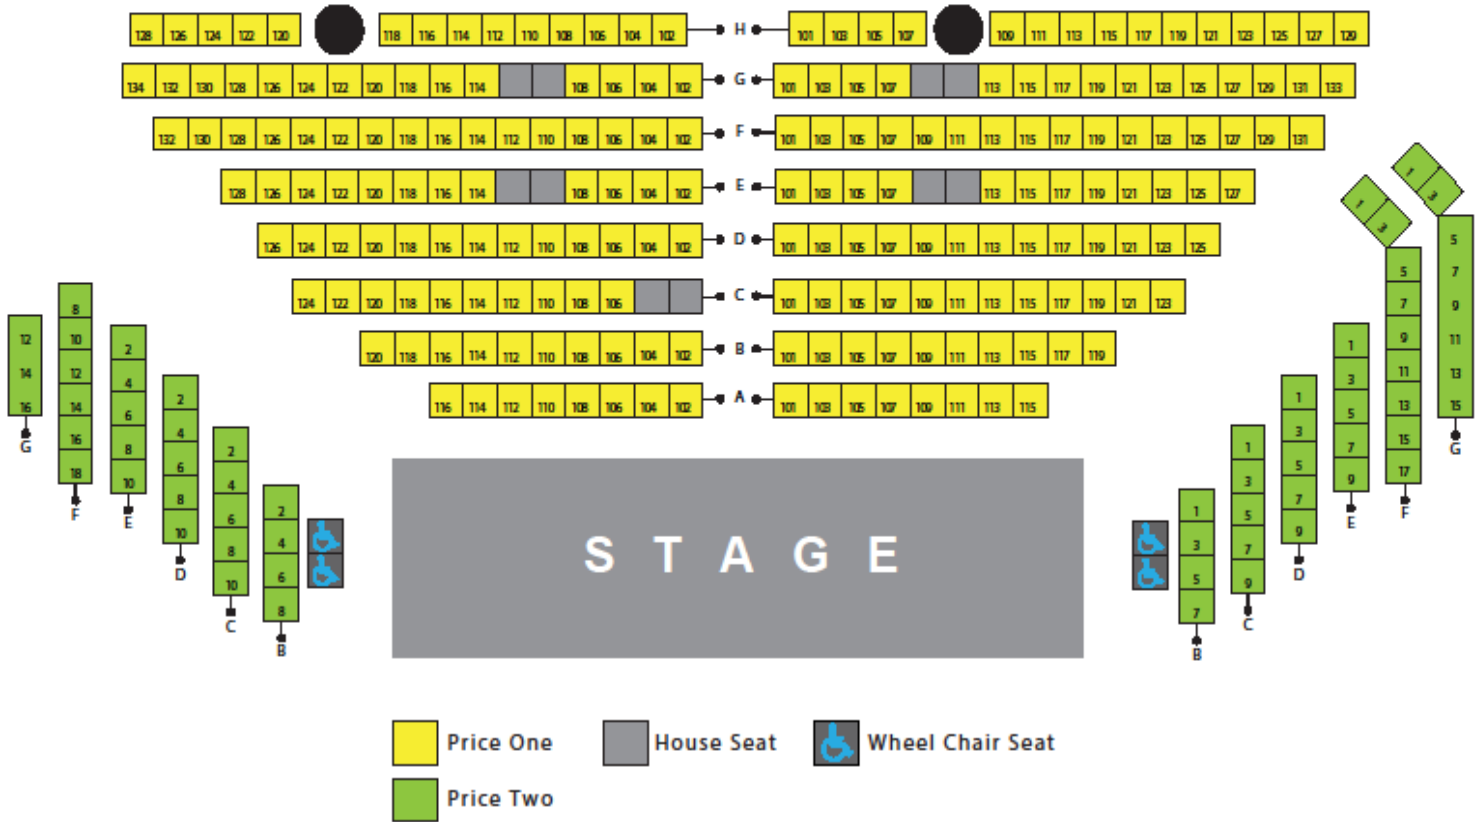 128 126 124 122 120 118 116 114 112 110 108 106 104 102 H 101 103 105 107 109 111 113 115 117 119 121 123 125 127 129
134 132 130 128 126 124 122 120 118 116 114 108 106 104 102 G 101 103 105 107 113 115 117 119 121 123 125 127 129 131 133
132 130 128 126 124 122 120 118 116 114 112 110 108 106 104 102 F 101 103 105 107 109 111 113 115 117 119 121 123 125 127 129 131
128 126 124 122 120 118 116 114 108 106 104 102 E 101 103 105 107 113 115 117 119 121 123 125 127
126 124 122 120 118 116 114 112 110 108 106 104 102 D 101 103 105 107 109 111 113 115 117 119 121 123 125
124 122 120 118 116 114 112 110 108 106 C 101 103 105 107 109 111 113 115 117 119 121 123
120 118 116 114 112 110 108 106 104 102 B 101 103 105 107 109 111 113 115 117 119
116 114 112 110 108 106 104 102 A 101 103 105 107 109 111 113 115
12 14 16 G
8 10 12 14 16 18 F
2 4 6 8 10 E
2 4 6 8 10 D
2 4 6 8 10 C
2 4 6 8 B
STAGE
1 3 5 7 B
1 3 5 7 9 C
1 3 5 7 9 D
1 3 5 7 9 E
1 3 5 7 9 11 13 15 17 F
1 3 5 7 9 11 13 15 G
Price One House Seat Wheel Chair Seat
Price Two